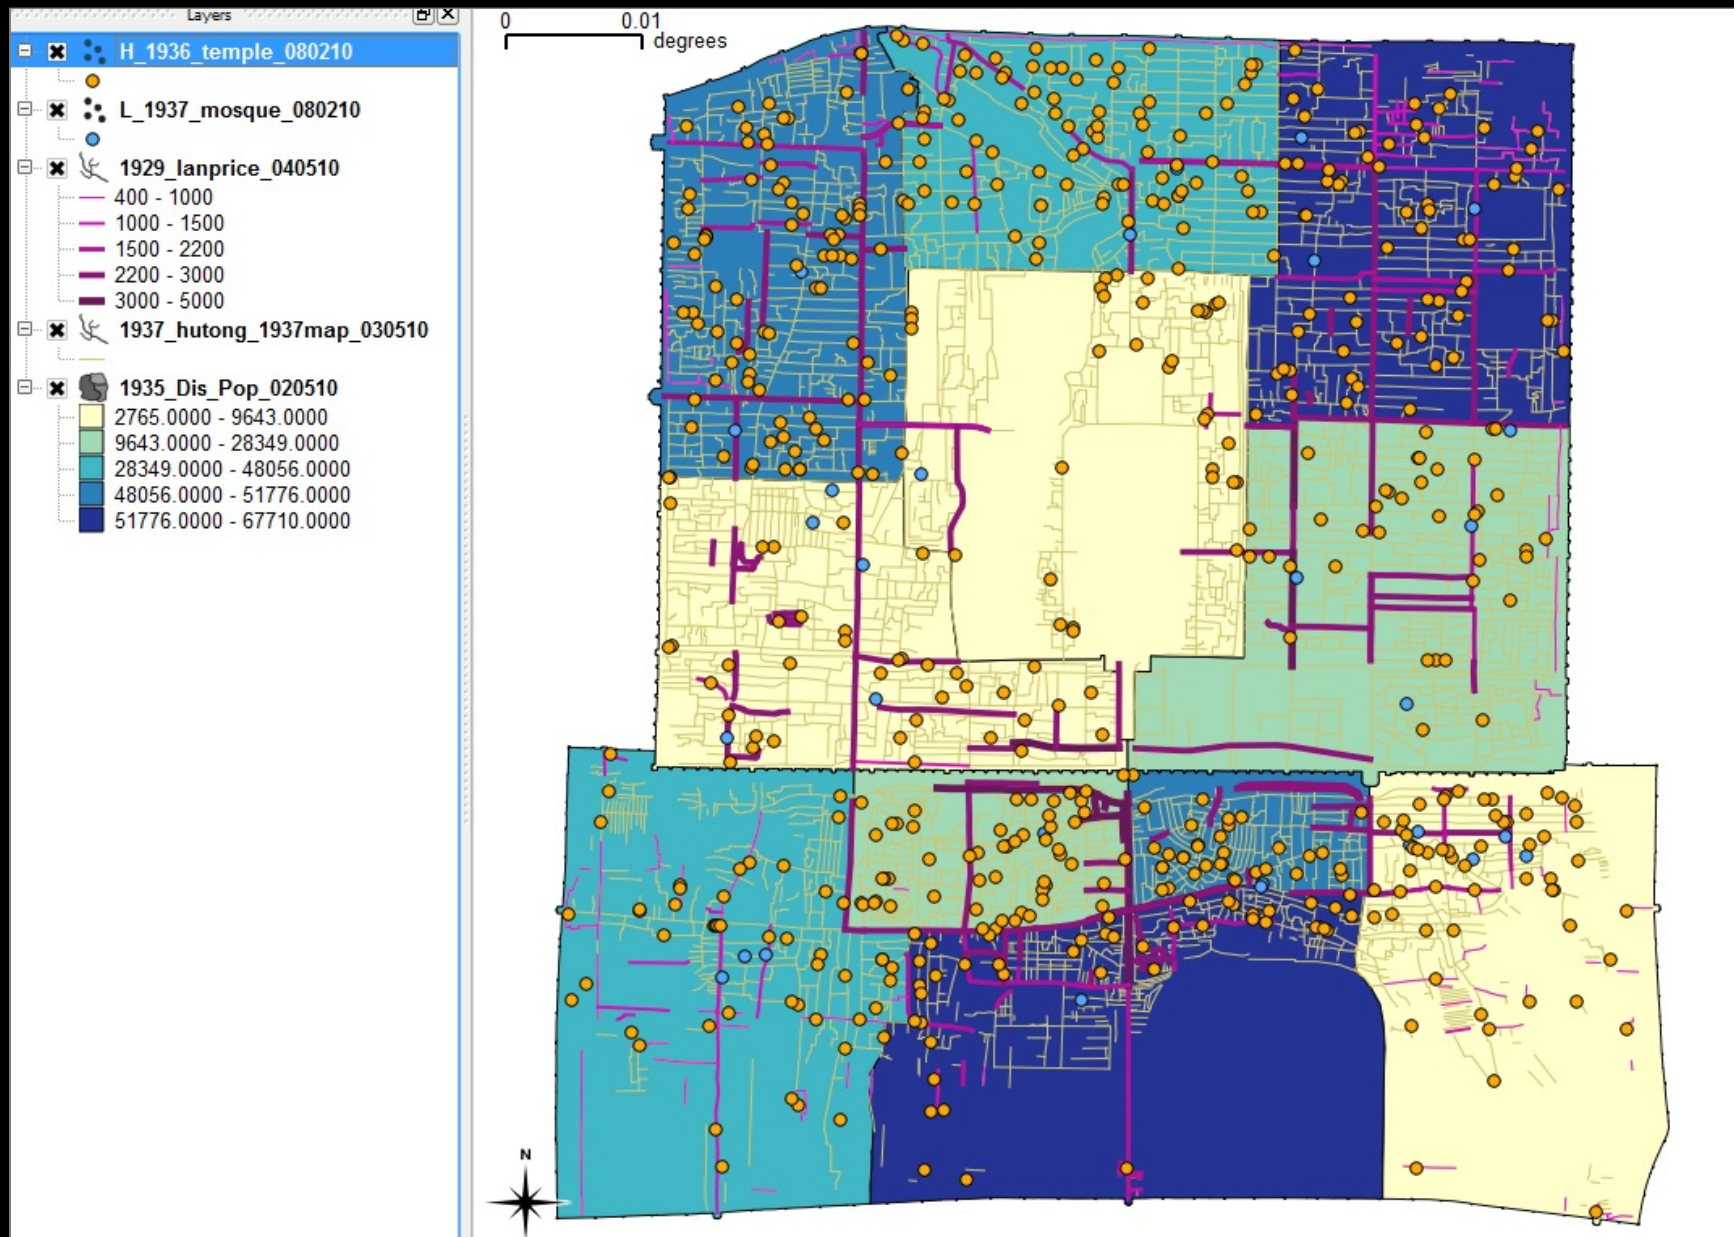 Layers
H_1936_temple_080210
L_1937_mosque_080210
1929_lanprice_040510
400 - 1000
1000 - 1500
1500 - 2200
2200 - 3000
3000 - 5000
1937_hutong_1937map_030510
1935_Dis_Pop_020510
2765.0000 - 9643.0000
9643.0000 - 28349.0000
28349.0000 - 48056.0000
48056.0000 - 51776.0000
51776.0000 - 67710.0000
0 0.01
degrees
N